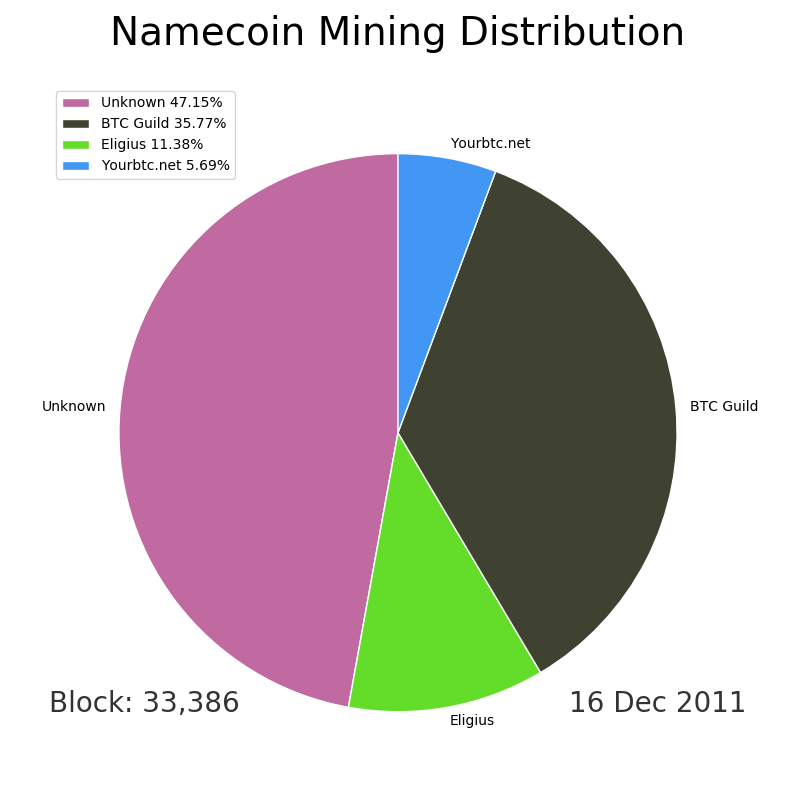 Namecoin Mining Distribution
Unknown 47.15%
BTC Guild 35.77%
Eligius 11.38%
Yourbtc.net 5.69%
Yourbtc.net
Unknown
BTC Guild
Block: 33,386
16 Dec 2011
Eligius